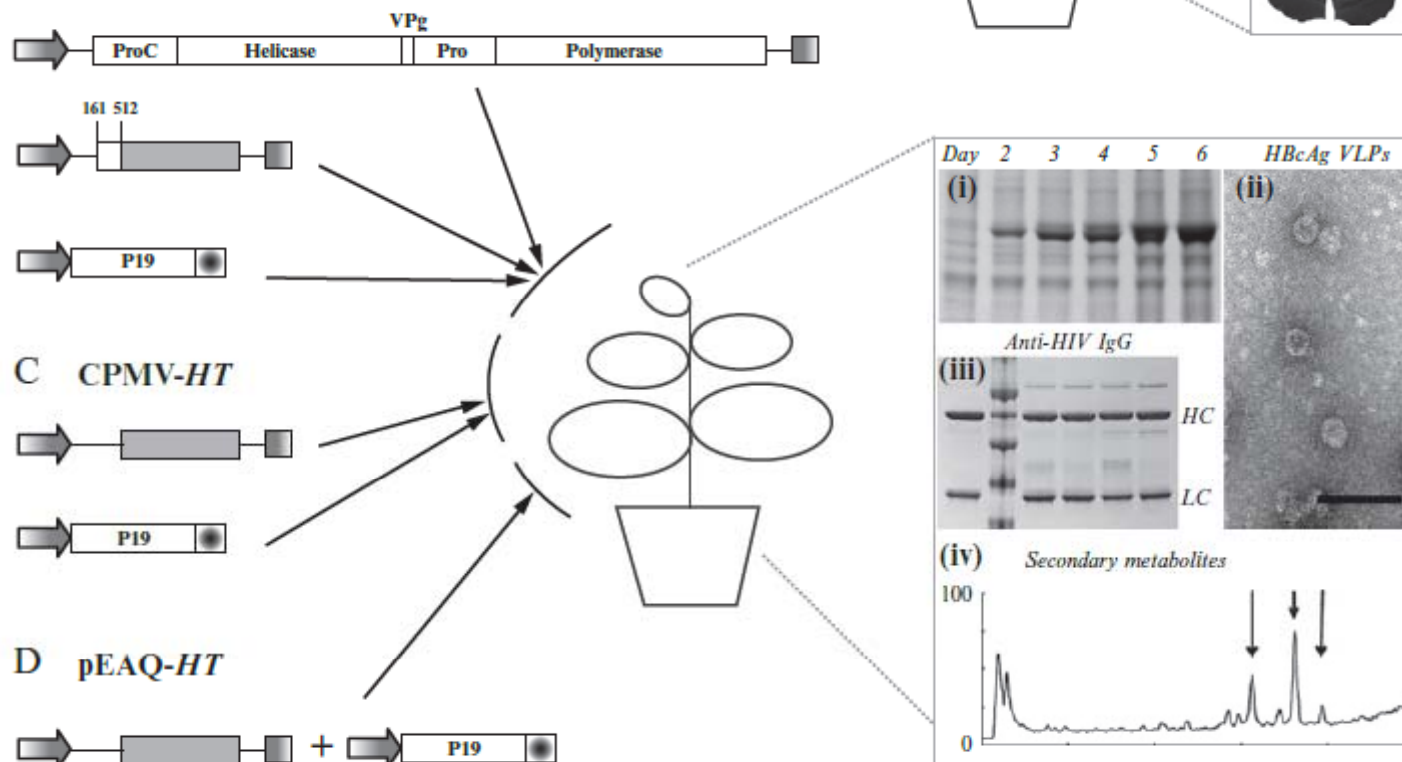 VPg
ProC Helicase Pro Polymerase
161 512
P19
C CPMV-HT
P19
D pEAQ-HT
+ P19
Day 2 3 4 5 6 HBcAg VLPs
(i) (ii)
Anti-HIV IgG
(iii)
HC
LC
(iv) Secondary metabolites
100
0